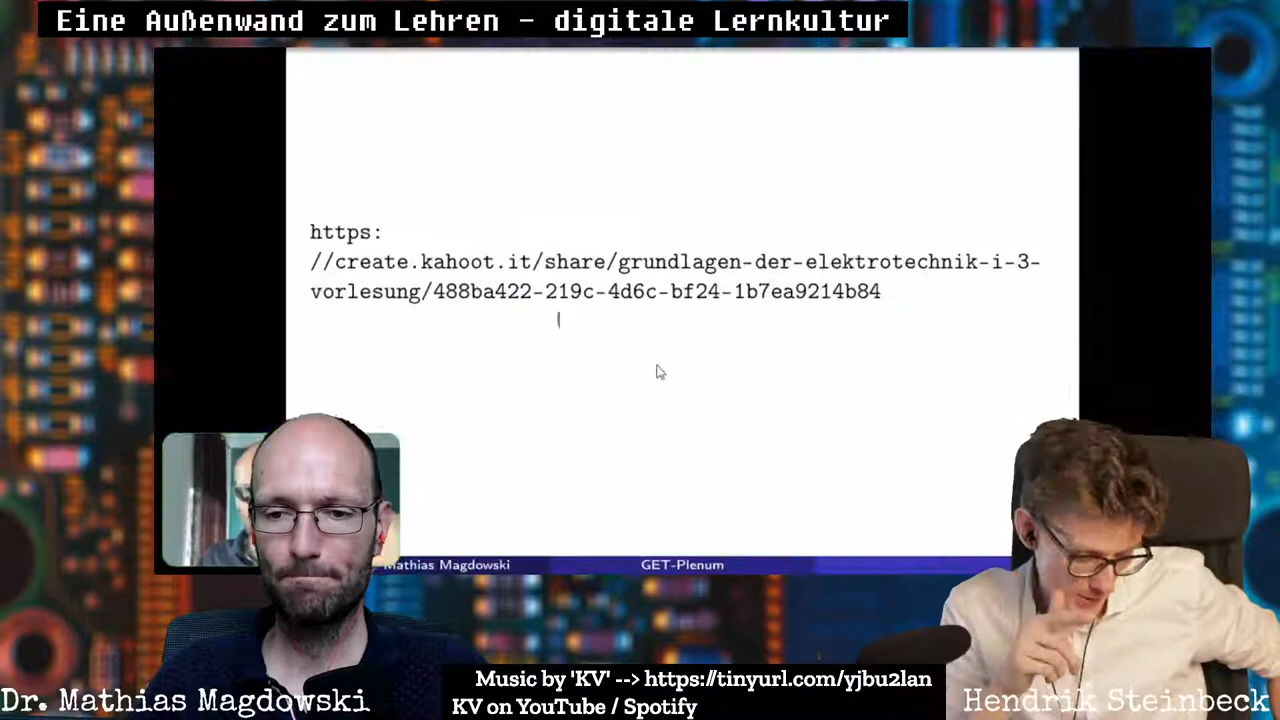 Eine Außenwand zum Lehren - digitale Lernkultur
https:
//create.kahoot.it/share/grundlagen-der-elektrotechnik-i-3-
vorlesung/488ba422-219c-4d6c-bf24-1b7ea9214b84
Mathias Magdowski
GET-Plenum
Music by 'KV' --> https://tinyurl.com/yjbu2lan
KV on YouTube / Spotify
Dr. Mathias Magdowski
Hendrik Steinbeck